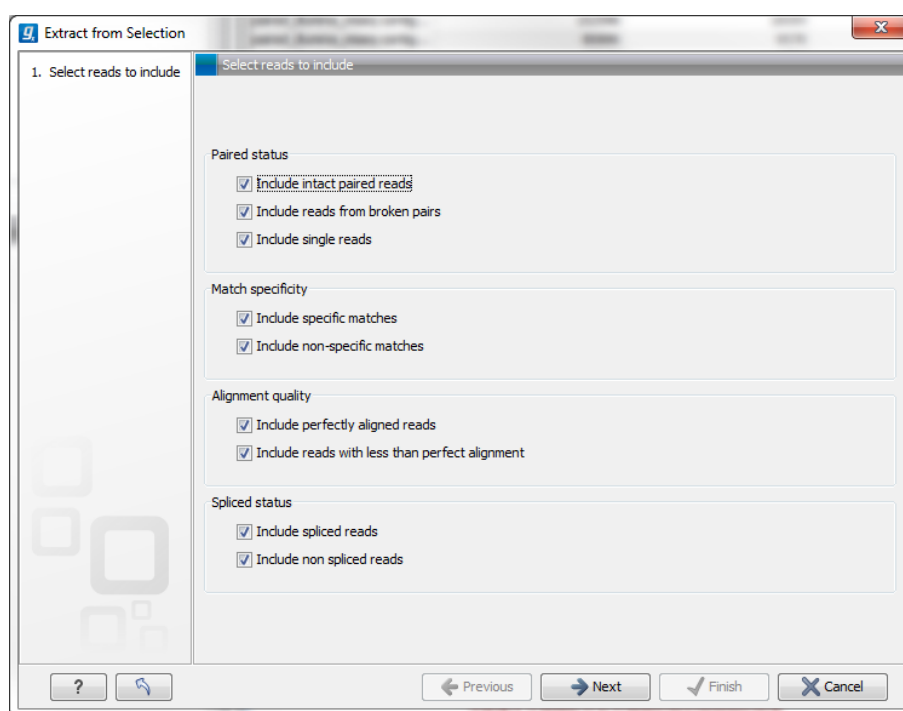 Extract from Selection
1. Select reads to include
Select reads to include
Paired status
Include intact paired reads
Include reads from broken pairs
Include single reads
Match specificity
Include specific matches
Include non-specific matches
Alignment quality
Include perfectly aligned reads
Include reads with less than perfect alignment
Spliced status
Include spliced reads
Include non spliced reads
? Previous Next Finish Cancel